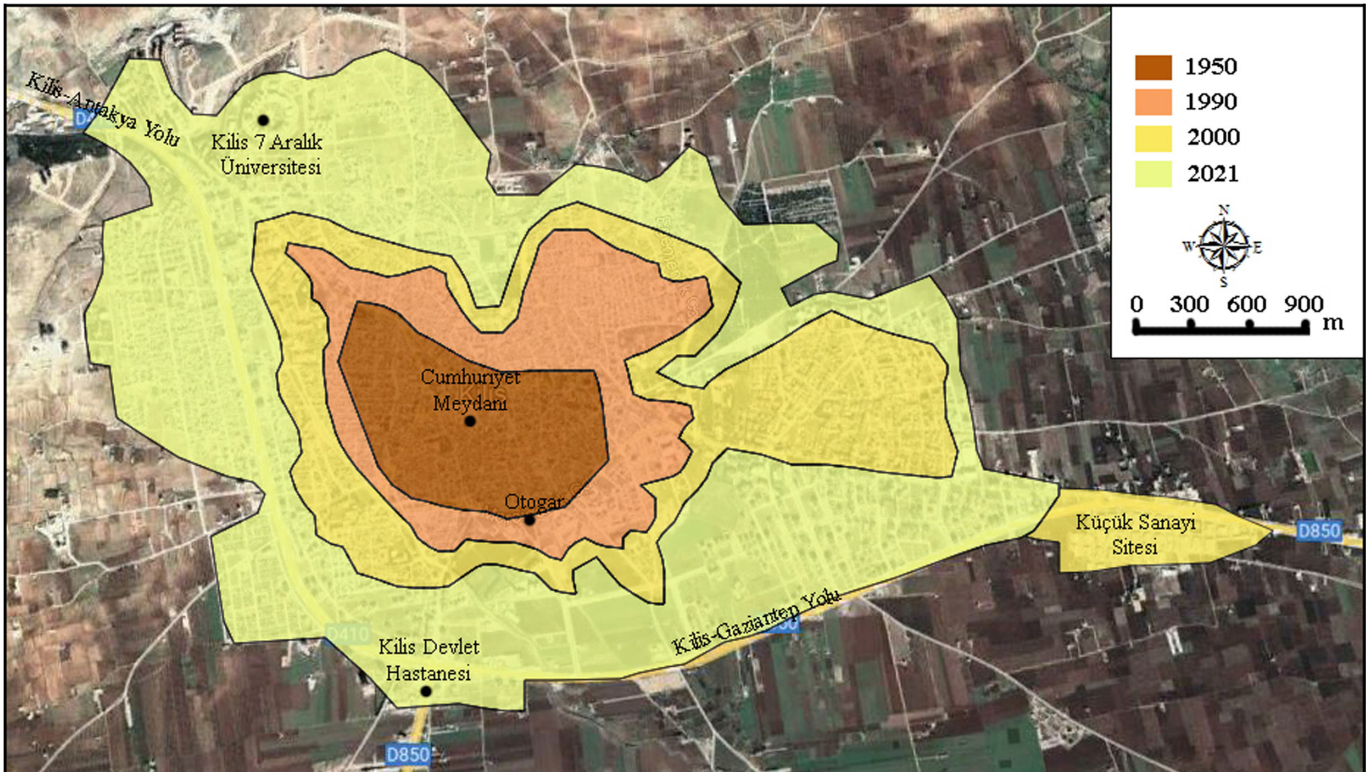 1950
1990
2000
2021
N
W E
S
0 300 600 900 m
Kilis-Antakya Yolu
Kilis 7 Aralık
Üniversitesi
Cumhuriyet
Meydanı
Otogar
Küçük Sanayi
Sitesi
D850
Kilis-Gaziantep Yolu
D410
Kilis Devlet
Hastanesi
D850